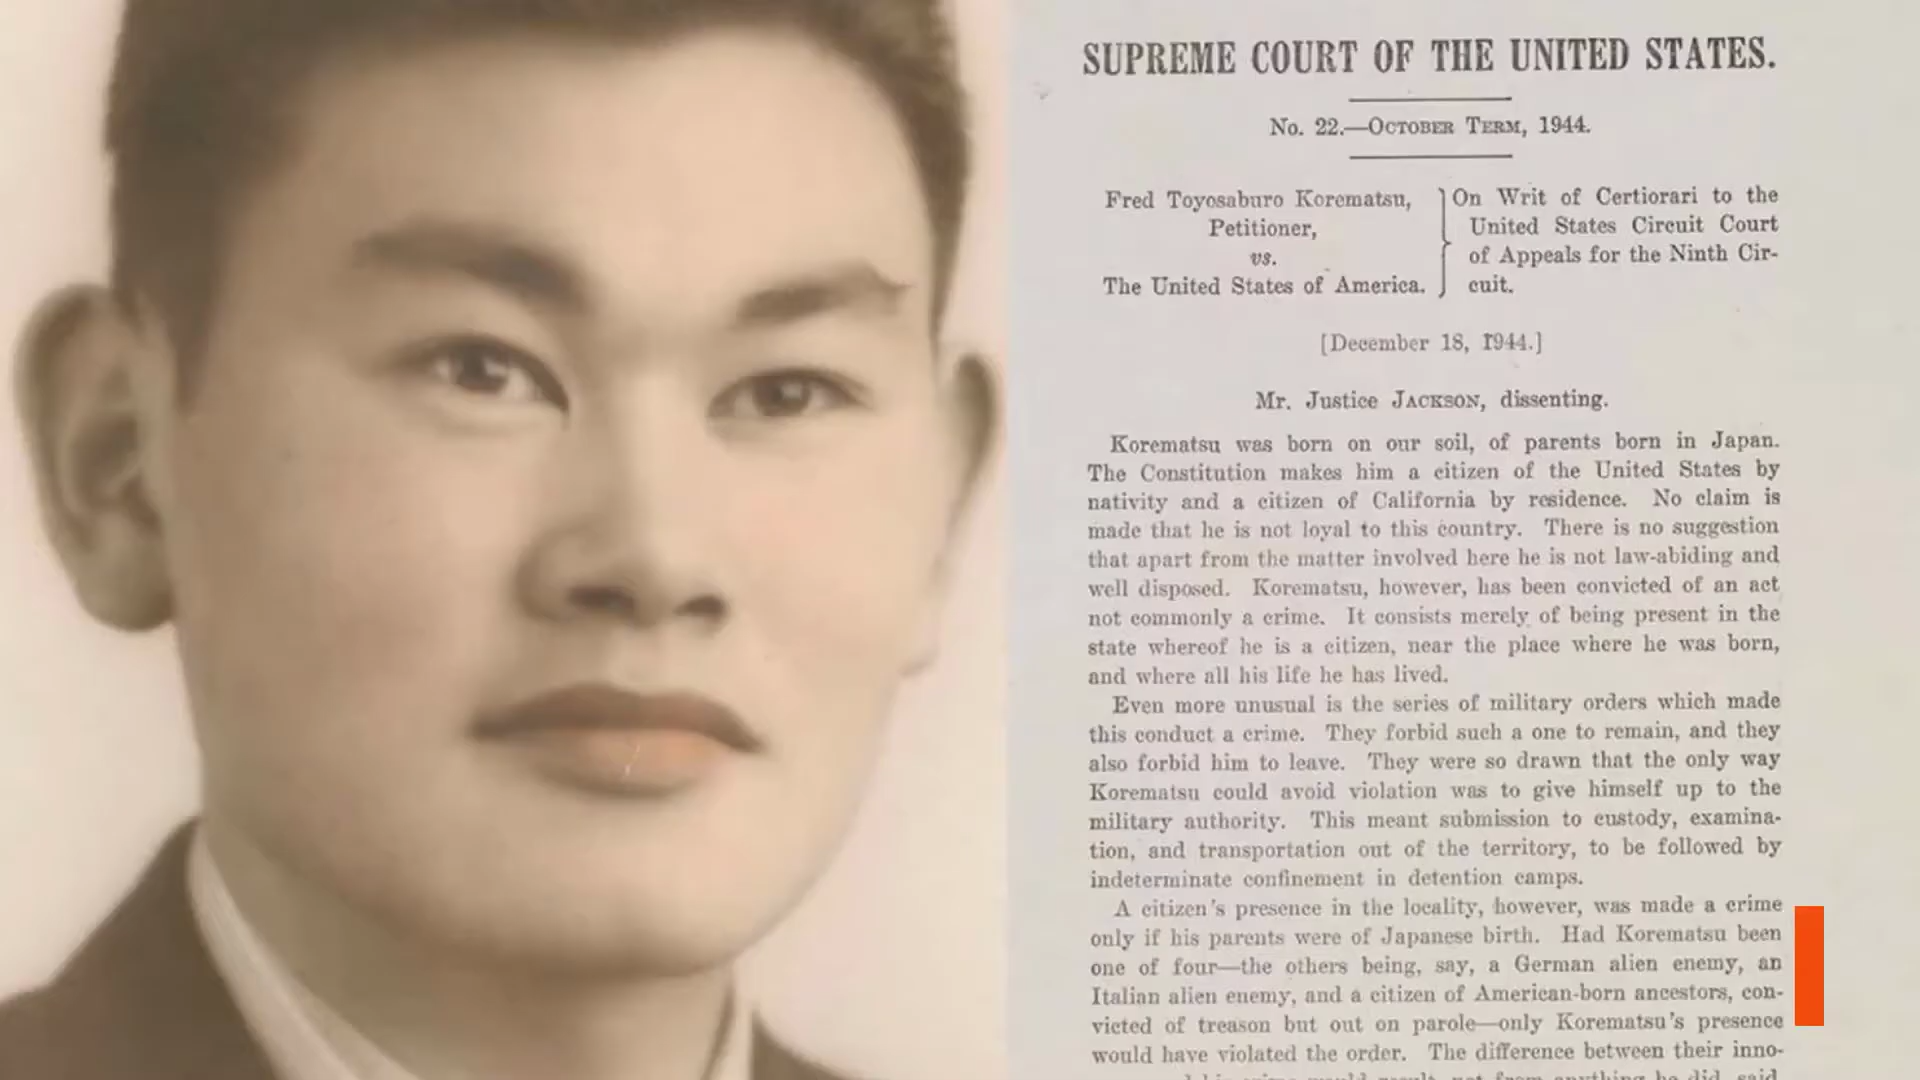 SUPREME COURT OF THE UNITED STATES.
No. 22.—OCTOBER TERM, 1944.
Fred Toyosaburo Korematsu,
Petitioner,
vs.
The United States of America.
On Writ of Certiorari to the
United States Circuit Court
of Appeals for the Ninth Cir-
cuit.
[December 18, 1944.]
Mr. Justice JACKSON, dissenting.
Korematsu was born on our soil, of parents born in Japan.
The Constitution makes him a citizen of the United States by
nativity and a citizen of California by residence. No claim is
made that he is not loyal to this country. There is no suggestion
that apart from the matter involved here he is not law-abiding and
well disposed. Korematsu, however, has been convicted of an act
not commonly a crime. It consists merely of being present in the
state whereof he is a citizen, near the place where he was born,
and where all his life he has lived.
Even more unusual is the series of military orders which made
this conduct a crime. They forbid such a one to remain, and they
also forbid him to leave. They were so drawn that the only way
Korematsu could avoid violation was to give himself up to the
military authority. This meant submission to custody, examina-
tion, and transportation out of the territory, to be followed by
indeterminate confinement in detention camps.
A citizen's presence in the locality, however, was made a crime
only if his parents were of Japanese birth. Had Korematsu been
one of four—the others being, say, a German alien enemy, an
Italian alien enemy, and a citizen of American-born ancestors, con-
victed of treason but out on parole—only Korematsu's presence
would have violated the order. The difference between their inno-